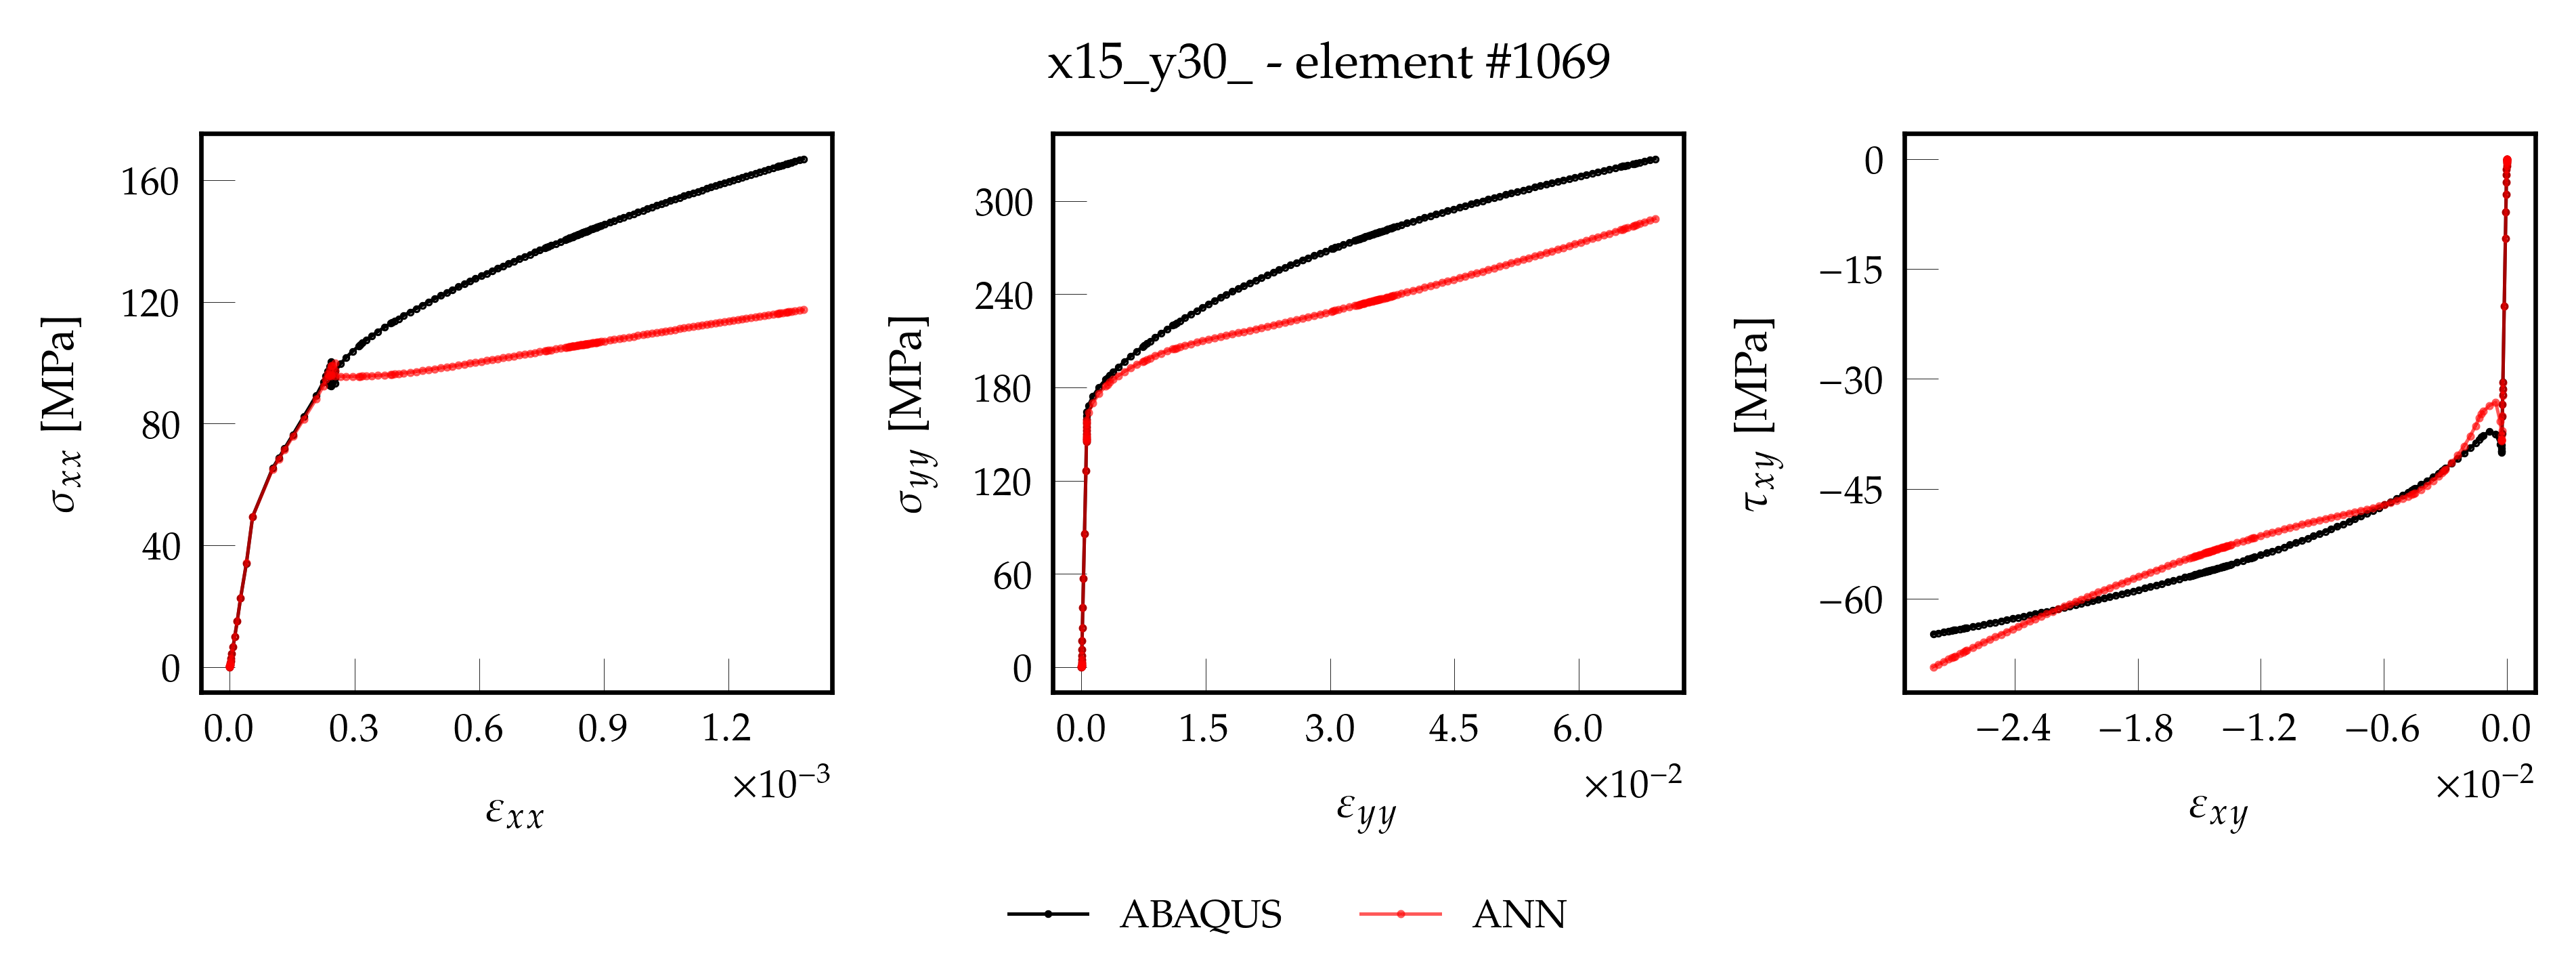 x15_y30_ - element #1069
σxx [MPa]
160
120
80
40
0
0.0 0.3 0.6 0.9 1.2
×10−3
εxx
σyy [MPa]
300
240
180
120
60
0
0.0 1.5 3.0 4.5 6.0
×10−2
εyy
τxy [MPa]
0
−15
−30
−45
−60
−2.4 −1.8 −1.2 −0.6 0.0
×10−2
εxy
ABAQUS ANN